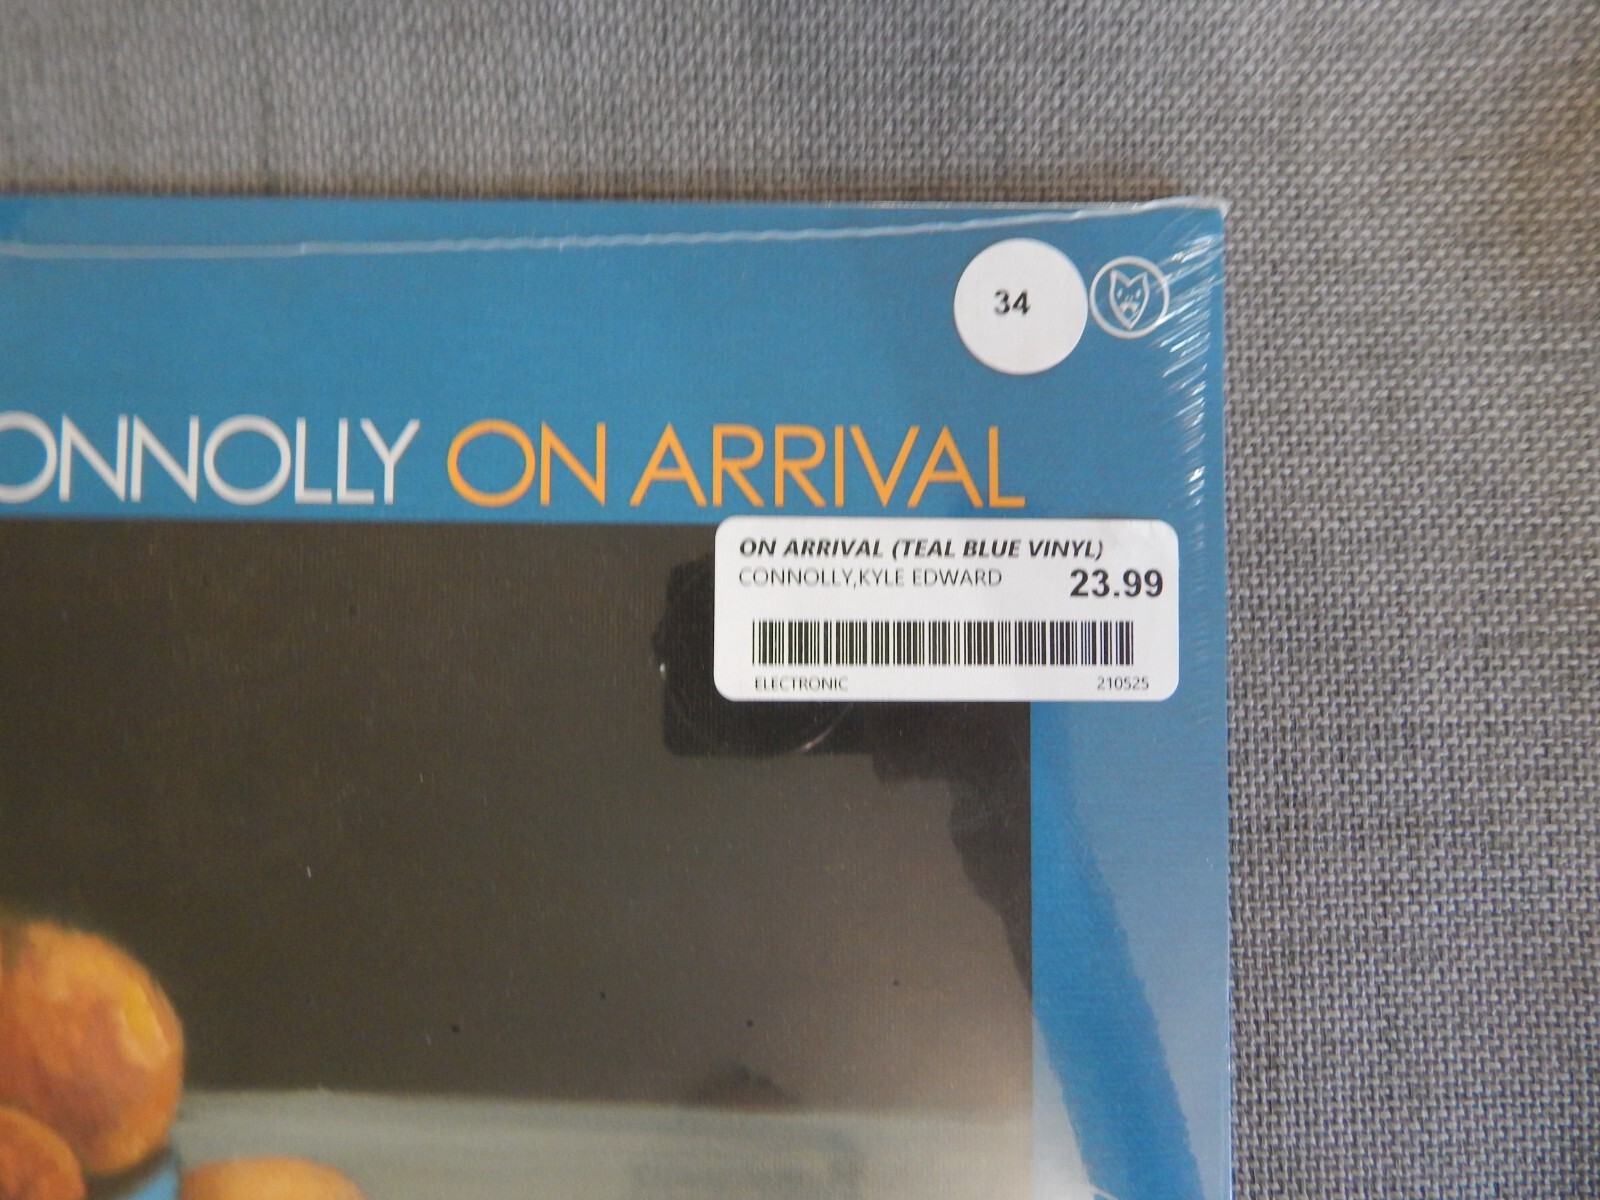 34
ONNOLLY ON ARRIVAL
ON ARRIVAL (TEAL BLUE VINYL)
CONNOLLY,KYLE EDWARD 23.99
ELECTRONIC 210525